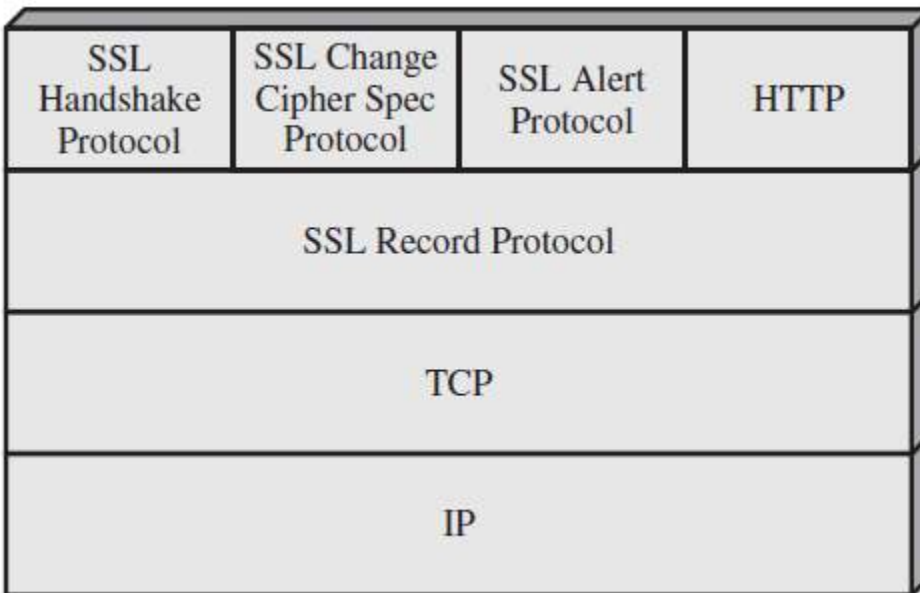 SSL
Handshake
Protocol
SSL Change
Cipher Spec
Protocol
SSL Alert
Protocol
HTTP
SSL Record Protocol
TCP
IP